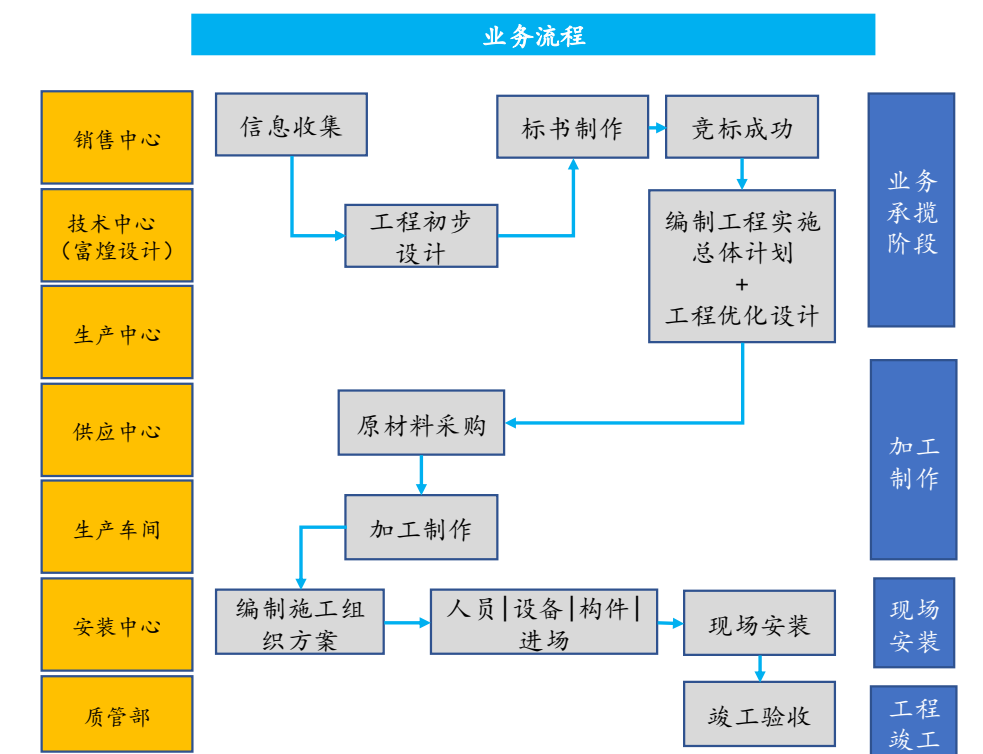 业务流程
销售中心
信息收集
标书制作
竞标成功
业务
承揽
阶段
技术中心
（富煌设计）
工程初步
设计
编制工程实施
总体计划
+
工程优化设计
生产中心
供应中心
原材料采购
加工
制作
生产车间
加工制作
安装中心
编制施工组
织方案
人员|设备|构件|
进场
现场安装
现场
安装
质管部
竣工验收
工程
竣工